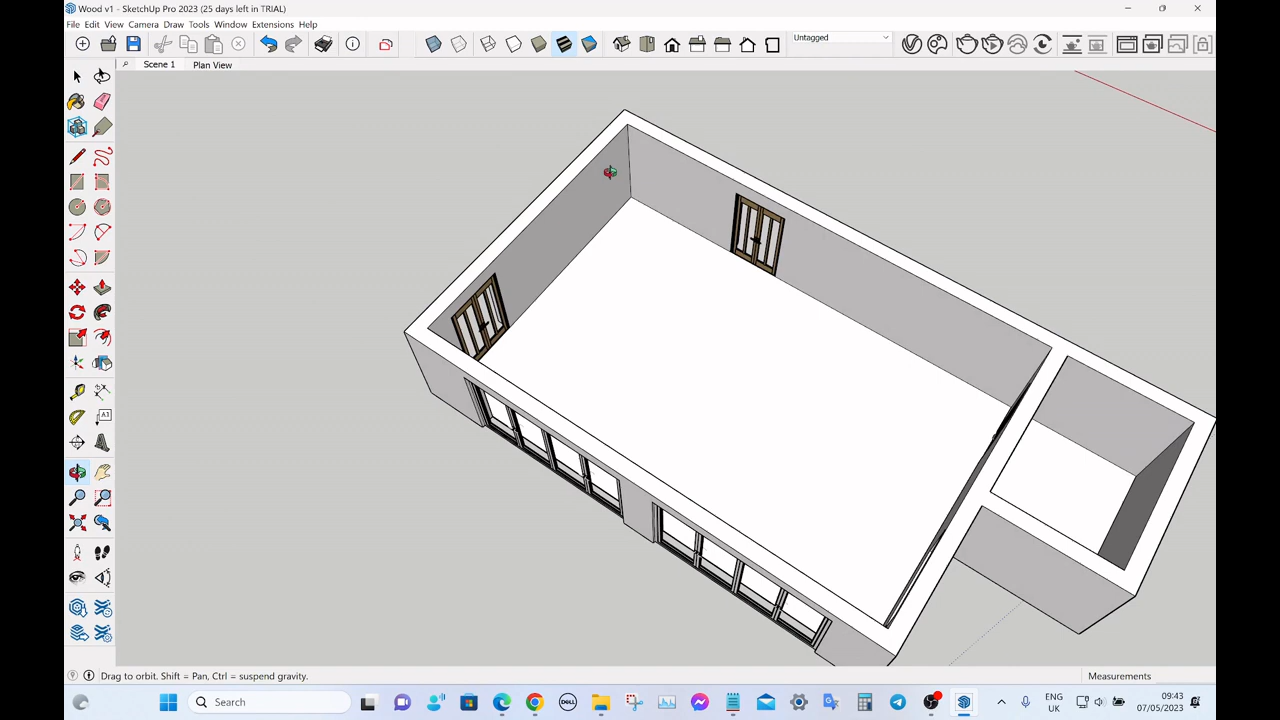 Wood v1 - SketchUp Pro 2023 (25 days left in TRIAL)
File Edit View Camera Draw Tools Window Extensions Help
Untagged
Scene 1 Plan View
A1
Drag to orbit. Shift = Pan, Ctrl = suspend gravity. Measurements
Search
DELL
ENG
UK
09:43
07/05/2023